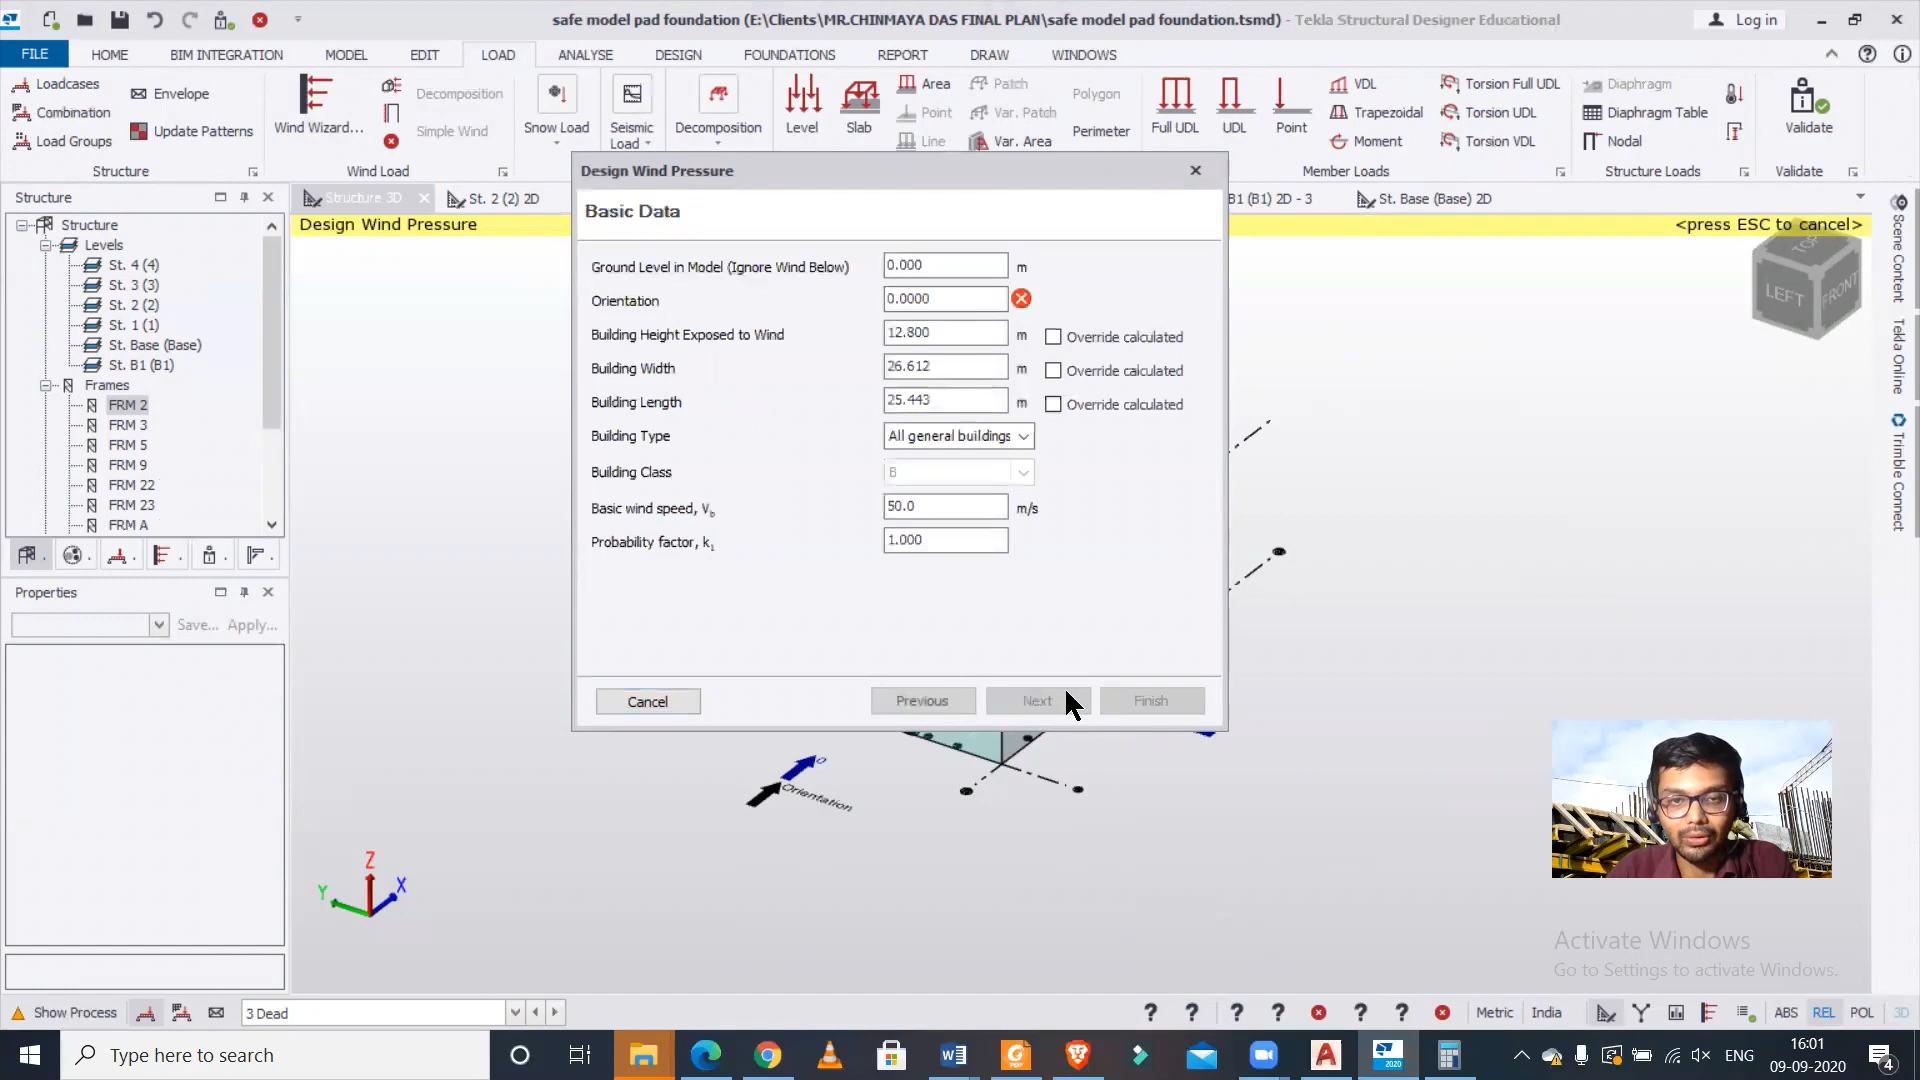 safe model pad foundation (E:\Clients\MR.CHINMAYA DAS FINAL PLAN\safe model pad foundation.tsmd) - Tekla Structural Designer Educational
Log in
FILE HOME BIM INTEGRATION MODEL EDIT LOAD ANALYSE DESIGN FOUNDATIONS REPORT DRAW WINDOWS
Loadcases
Combination
Load Groups
Envelope
Update Patterns
Structure
Wind Wizard...
Decomposition
Simple Wind
Wind Load
Snow Load
Seismic Load
Decomposition
Level
Slab
Area
Point
Line
Patch
Var. Patch
Var. Area
Polygon
Perimeter
Full UDL
UDL
Point
VDL
Trapezoidal
Moment
Torsion Full UDL
Torsion UDL
Torsion VDL
Member Loads
Diaphragm
Diaphragm Table
Nodal
Structure Loads
Validate
Validate
Structure
Structure 3D
St. 2 (2) 2D
B1 (B1) 2D - 3
St. Base (Base) 2D
Design Wind Pressure
<press ESC to cancel>
Structure
Levels
St. 4 (4)
St. 3 (3)
St. 2 (2)
St. 1 (1)
St. Base (Base)
St. B1 (B1)
Frames
FRM 2
FRM 3
FRM 5
FRM 9
FRM 22
FRM 23
FRM A
Properties
Save... Apply...
Design Wind Pressure
Basic Data
Ground Level in Model (Ignore Wind Below) 0.000 m
Orientation 0.0000
Building Height Exposed to Wind 12.800 m Override calculated
Building Width 26.612 m Override calculated
Building Length 25.443 m Override calculated
Building Type All general buildings
Building Class B
Basic wind speed, Vb 50.0 m/s
Probability factor, k1 1.000
Cancel Previous Next Finish
TOP
LEFT
FRONT
Scene Content
Tekla Online
Trimble Connect
0
Orientation
Z
Y
X
Activate Windows
Go to Settings to activate Windows.
Show Process
3 Dead
Metric India ABS REL POL 3D
Type here to search
2020
ENG
16:01
09-09-2020
4